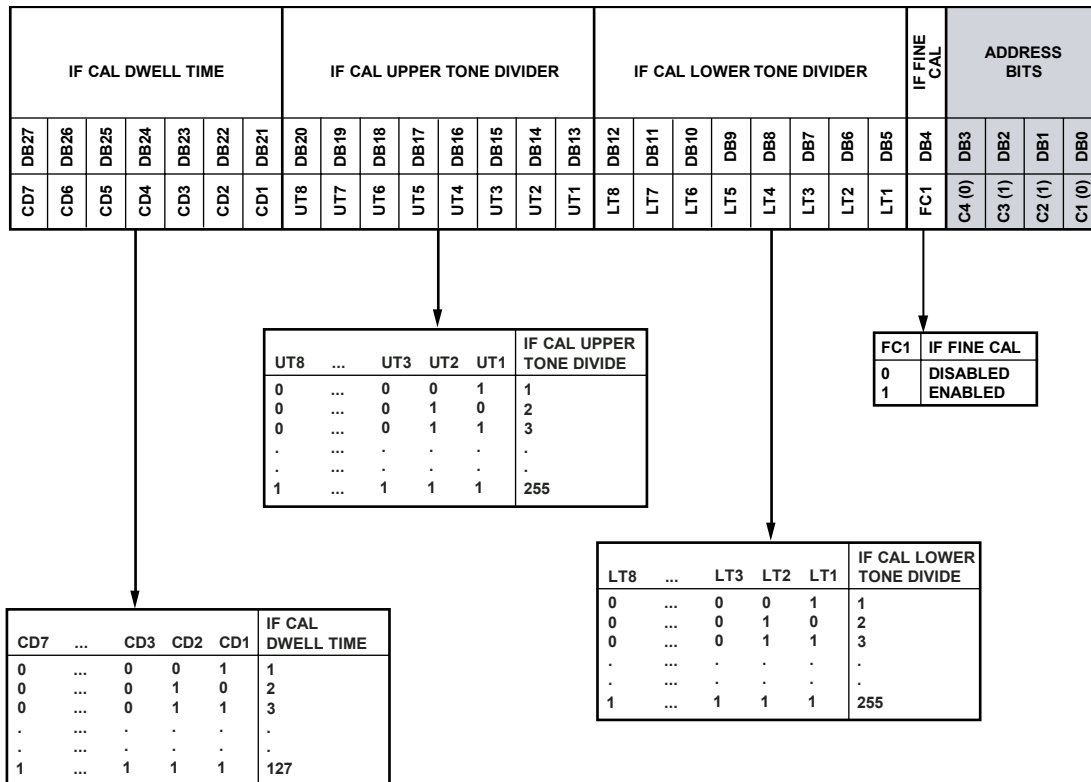 IF CAL DWELL TIME IF CAL UPPER TONE DIVIDER IF CAL LOWER TONE DIVIDER IF FINE CAL ADDRESS BITS
DB27 DB26 DB25 DB24 DB23 DB22 DB21 DB20 DB19 DB18 DB17 DB16 DB15 DB14 DB13 DB12 DB11 DB10 DB9 DB8 DB7 DB6 DB5 DB4 DB3 DB2 DB1 DB0
CD7 CD6 CD5 CD4 CD3 CD2 CD1 UT8 UT7 UT6 UT5 UT4 UT3 UT2 UT1 LT8 LT7 LT6 LT5 LT4 LT3 LT2 LT1 FC1 C4 (0) C3 (1) C2 (1) C1 (0)
UT8 ... UT3 UT2 UT1 IF CAL UPPER TONE DIVIDE
0 ... 0 0 1 1
0 ... 0 1 0 2
0 ... 0 1 1 3
. ... . . . .
. ... . . . .
1 ... 1 1 1 255
FC1 IF FINE CAL
0 DISABLED
1 ENABLED
LT8 ... LT3 LT2 LT1 IF CAL LOWER TONE DIVIDE
0 ... 0 0 1 1
0 ... 0 1 0 2
0 ... 0 1 1 3
. ... . . . .
. ... . . . .
1 ... 1 1 1 255
CD7 ... CD3 CD2 CD1 IF CAL DWELL TIME
0 ... 0 0 1 1
0 ... 0 1 0 2
0 ... 0 1 1 3
. ... . . . .
. ... . . . .
1 ... 1 1 1 127